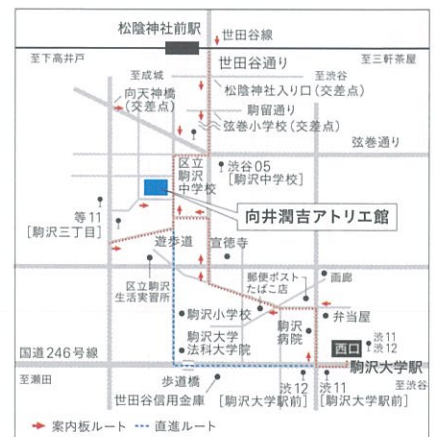 松陰神社前駅
世田谷線
至下高井戸
世田谷通り
至三軒茶屋
至成城
至渋谷
向天神橋
(交差点)
松陰神社入り口(交差点)
駒留通り
弦巻小学校(交差点)
弦巻通り
区立
駒沢
中学校
渋谷05
[駒沢中学校]
向井潤吉アトリエ館
等11
[駒沢三丁目]
遊歩道
宣徳寺
区立駒沢
生活実習所
郵便ポスト
たばこ店
画廊
駒沢小学校
弁当屋
駒沢大学
法科大学院
駒沢
病院
西口
渋11
渋12
国道246号線
駒沢大学駅
至瀬田
歩道橋
至渋谷
世田谷信用金庫
渋12
[駒沢大学駅前]
渋11
[駒沢大学駅前]
案内板ルート
直進ルート